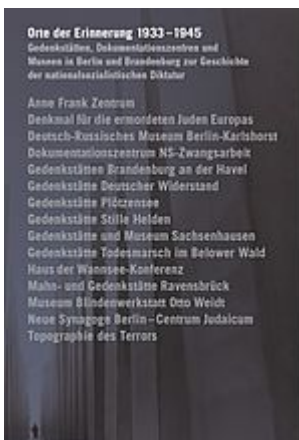 Orte der Erinnerung 1933–1945
Gedenkstätten, Dokumentationszentren und
Museen in Berlin und Brandenburg zur Geschichte
der nationalsozialistischen Diktatur
Anne Frank Zentrum
Denkmal für die ermordeten Juden Europas
Deutsch-Russisches Museum Berlin-Karlshorst
Dokumentationszentrum NS-Zwangsarbeit
Gedenkstätten Brandenburg an der Havel
Gedenkstätte Deutscher Widerstand
Gedenkstätte Plötzensee
Gedenkstätte Stille Helden
Gedenkstätte und Museum Sachsenhausen
Gedenkstätte Todesmarsch im Belower Wald
Haus der Wannsee-Konferenz
Mahn- und Gedenkstätte Ravensbrück
Museum Blindenwerkstatt Otto Weidt
Neue Synagoge Berlin–Centrum Judaicum
Topographie des Terrors